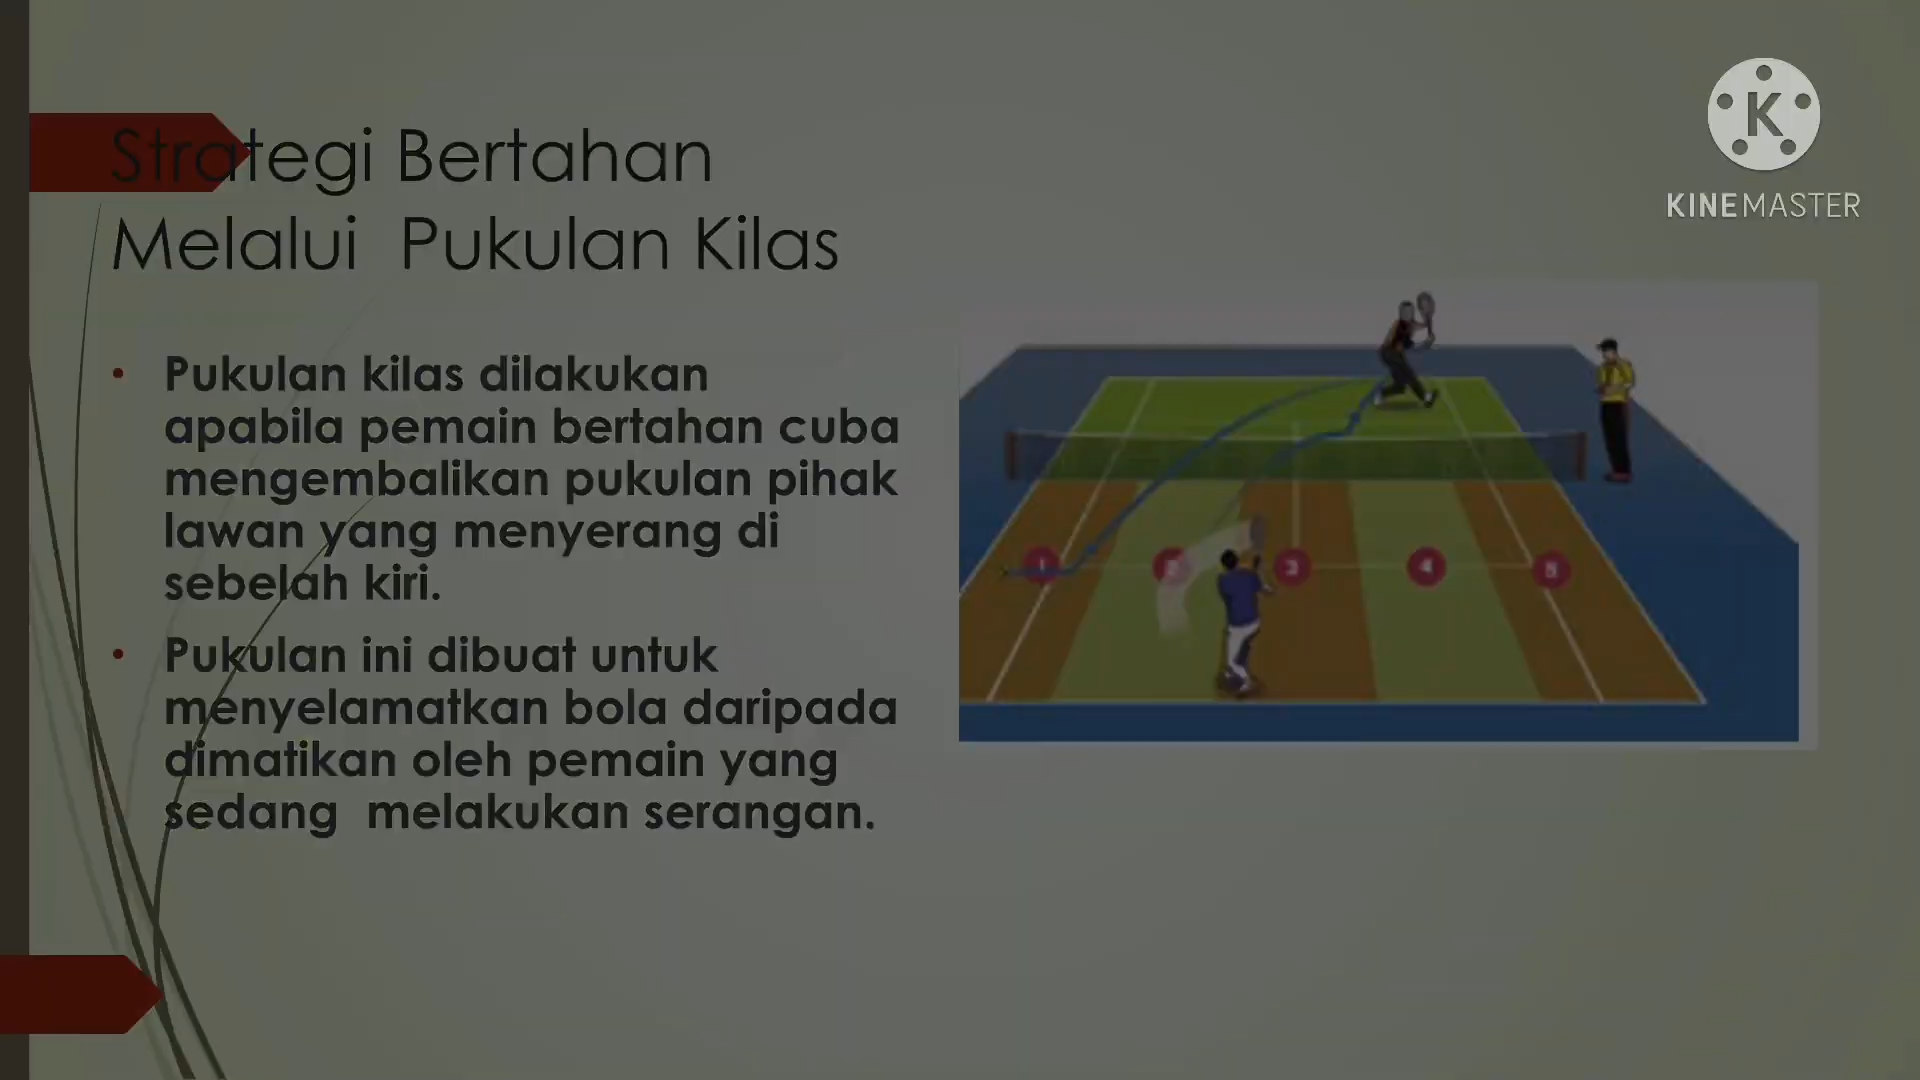 Strategi Bertahan
Melalui Pukulan Kilas
K
KINEMASTER
• Pukulan kilas dilakukan
apabila pemain bertahan cuba
mengembalikan pukulan pihak
lawan yang menyerang di
sebelah kiri.
• Pukulan ini dibuat untuk
menyelamatkan bola daripada
dimatikan oleh pemain yang
sedang melakukan serangan.
1 2 3 4 5